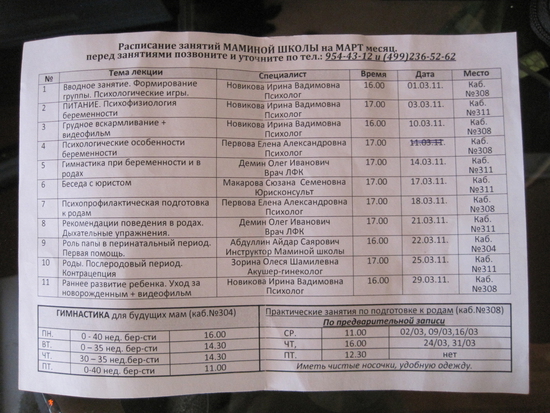 Расписание занятий МАМИНОЙ ШКОЛЫ на МАРТ месяц.
перед занятиями позвоните и уточните по тел.: 954-43-12 и (499)236-52-62
№ Тема лекции Специалист Время Дата Место
1 Вводное занятие. Формирование группы. Психологические игры. Новикова Ирина Вадимовна Психолог 16.00 01.03.11. Каб. №308
2 ПИТАНИЕ. Психофизиология беременности Новикова Ирина Вадимовна Психолог 17.00 03.03.11. Каб. №311
3 Грудное вскармливание + видеофильм Новикова Ирина Вадимовна Психолог 16.00 10.03.11. Каб. №308
4 Психологические особенности беременности Первова Елена Александровна Психолог 17.00 11.03.11. Каб. №308
5 Гимнастика при беременности и в родах Демин Олег Иванович Врач ЛФК 17.00 14.03.11. Каб. №311
6 Беседа с юристом Макарова Сюзана Семеновна Юрисконсульт 17.00 17.03.11. Каб. №311
7 Психопрофилактическая подготовка к родам Первова Елена Александровна Психолог 17.00 18.03.11. Каб. №308
8 Рекомендации поведения в родах. Дыхательные упражнения. Демин Олег Иванович Врач ЛФК 17.00 21.03.11. Каб. №311
9 Роль папы в перинатальный период. Первая помощь. Абдуллин Айдар Саярович Инструктор Маминой школы 16.00 22.03.11. Каб. №304
10 Роды. Послеродовый период. Контрацепция Зорина Олеся Шамилевна Акушер-гинеколог 17.00 25.03.11. Каб. №311
11 Раннее развитие ребенка. Уход за новорожденным + видеофильм Новикова Ирина Вадимовна Психолог 16.00 29.03.11. Каб. №308
ГИМНАСТИКА для будущих мам (каб.№304)
ПН. 0 - 40 нед. бер-сти 16.00
ВТ. 0 – 35 нед. бер-сти 14.30
ЧТ. 30 – 35 нед. бер-сти 14.30
ПТ. 0-40 нед. бер-сти 11.00
Практические занятия по подготовке к родам (каб.№308)
По предварительной записи
СР. 11.00 02/03, 09/03,16/03
ЧТ, 16.00 24/03, 31/03
ПТ. 12.30 нет
Иметь чистые носочки, удобную одежду.